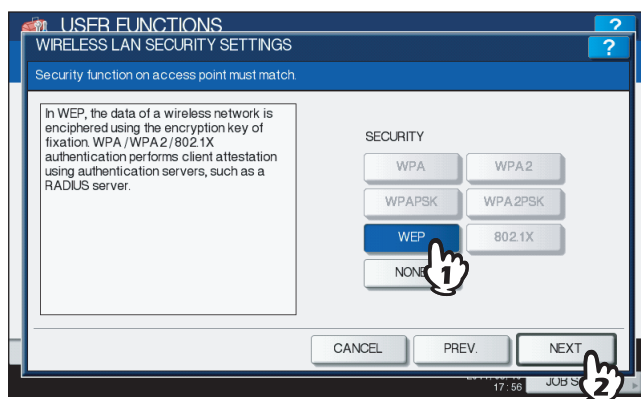 USER FUNCTIONS
?
WIRELESS LAN SECURITY SETTINGS
?
Security function on access point must match.
In WEP, the data of a wireless network is
enciphered using the encryption key of
fixation. WPA/WPA2/802.1X
authentication performs client attestation
using authentication servers, such as a
RADIUS server.
SECURITY
WPA WPA2
WPAPSK WPA2PSK
WEP 802.1X
1
CANCEL PREV. NEXT
17:56
2